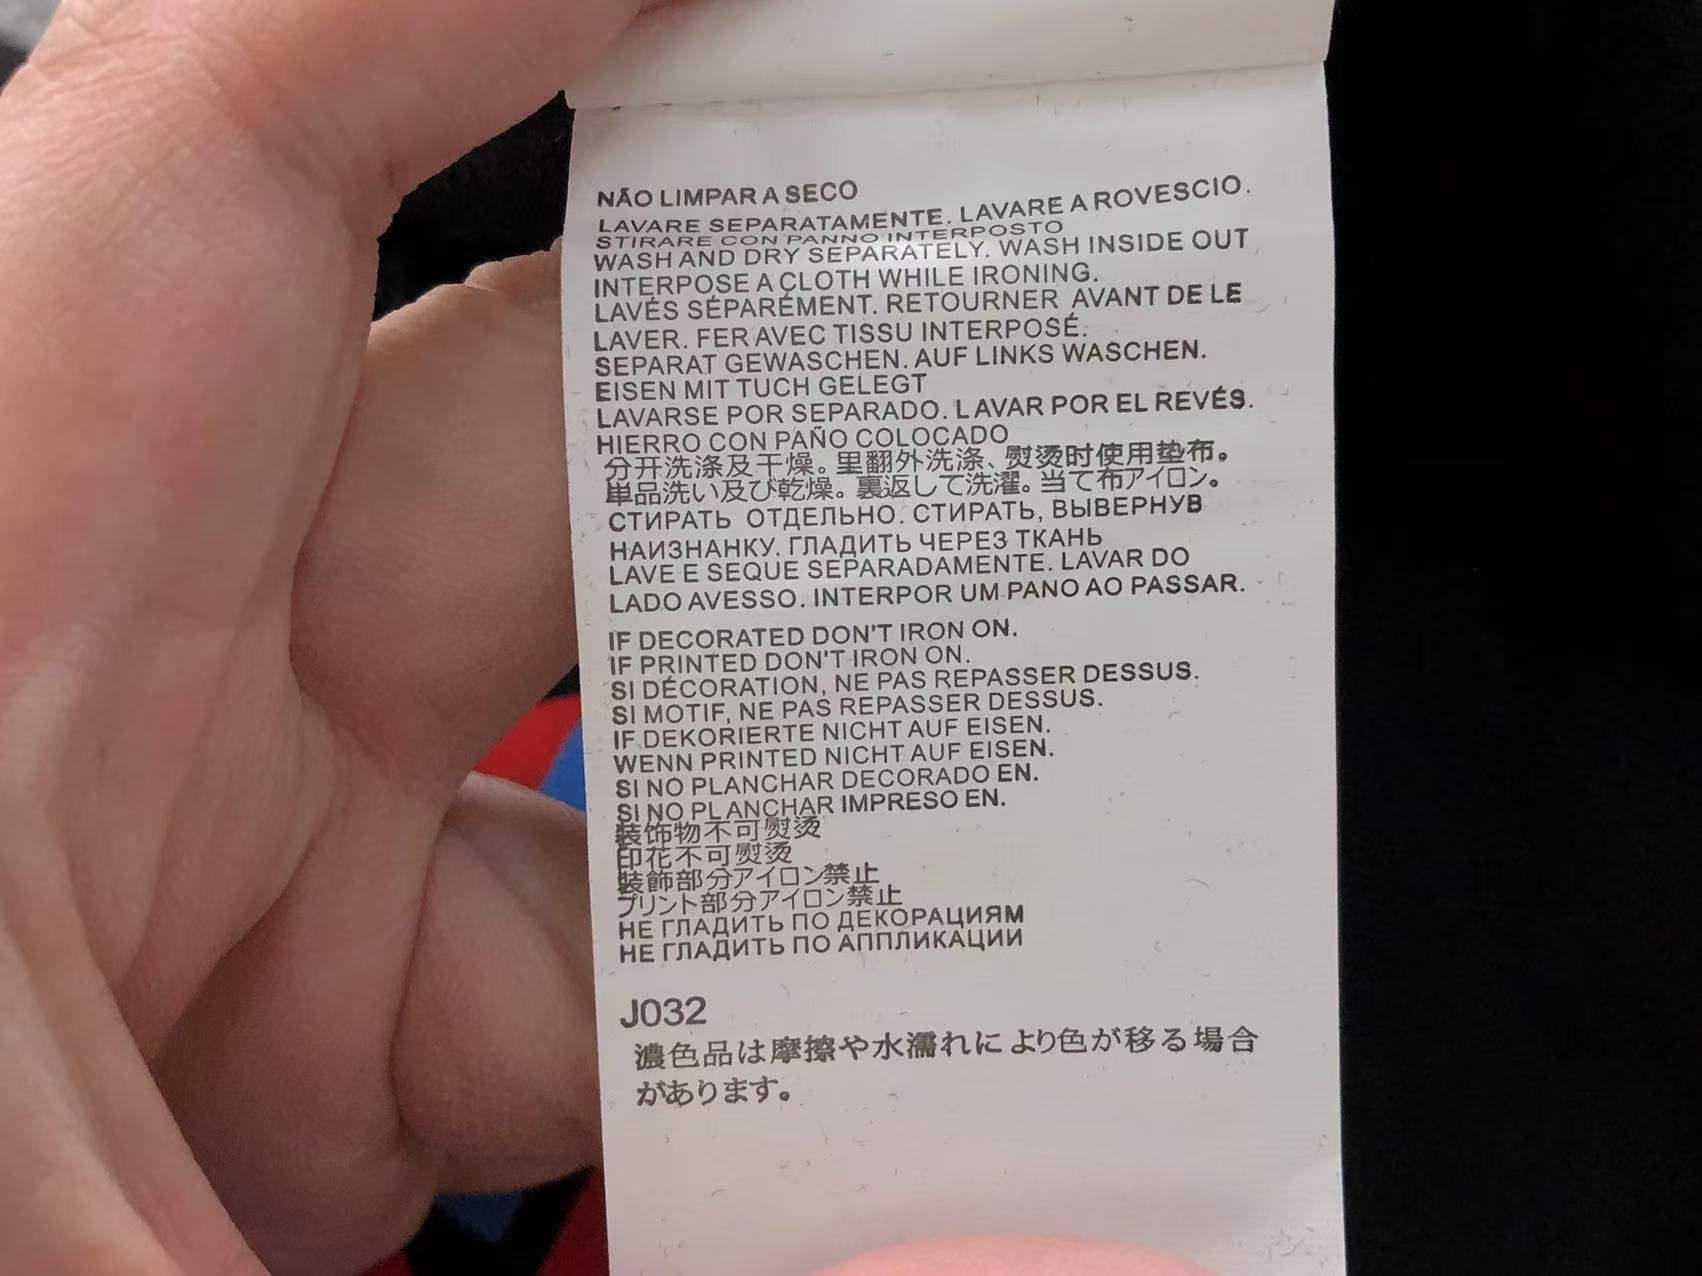 NÃO LIMPAR A SECO
LAVARE SEPARATAMENTE. LAVARE A ROVESCIO.
STIRARE CON PANNO INTERPOSTO
WASH AND DRY SEPARATELY. WASH INSIDE OUT
INTERPOSE A CLOTH WHILE IRONING.
LAVÉS SÉPARÉMENT. RETOURNER AVANT DE LE
LAVER. FER AVEC TISSU INTERPOSÉ.
SEPARAT GEWASCHEN. AUF LINKS WASCHEN.
EISEN MIT TUCH GELEGT
LAVARSE POR SEPARADO. LAVAR POR EL REVÉS.
HIERRO CON PAÑO COLOCADO
分开洗涤及干燥。里翻外洗涤、熨烫时使用垫布。
単品洗い及び乾燥。裏返して洗濯。当て布アイロン。
СТИРАТЬ ОТДЕЛЬНО. СТИРАТЬ, ВЫВЕРНУВ
НАИЗНАНКУ. ГЛАДИТЬ ЧЕРЕЗ ТКАНЬ
LAVE E SEQUE SEPARADAMENTE. LAVAR DO
LADO AVESSO. INTERPOR UM PANO AO PASSAR.
IF DECORATED DON'T IRON ON.
IF PRINTED DON'T IRON ON.
SI DÉCORATION, NE PAS REPASSER DESSUS.
SI MOTIF, NE PAS REPASSER DESSUS.
IF DEKORIERTE NICHT AUF EISEN.
WENN PRINTED NICHT AUF EISEN.
SI NO PLANCHAR DECORADO EN.
SI NO PLANCHAR IMPRESO EN.
装饰物不可熨烫
印花不可熨烫
装飾部分アイロン禁止
プリント部分アイロン禁止
НЕ ГЛАДИТЬ ПО ДЕКОРАЦИЯМ
НЕ ГЛАДИТЬ ПО АППЛИКАЦИИ
J032
濃色品は摩擦や水濡れにより色が移る場合
があります。